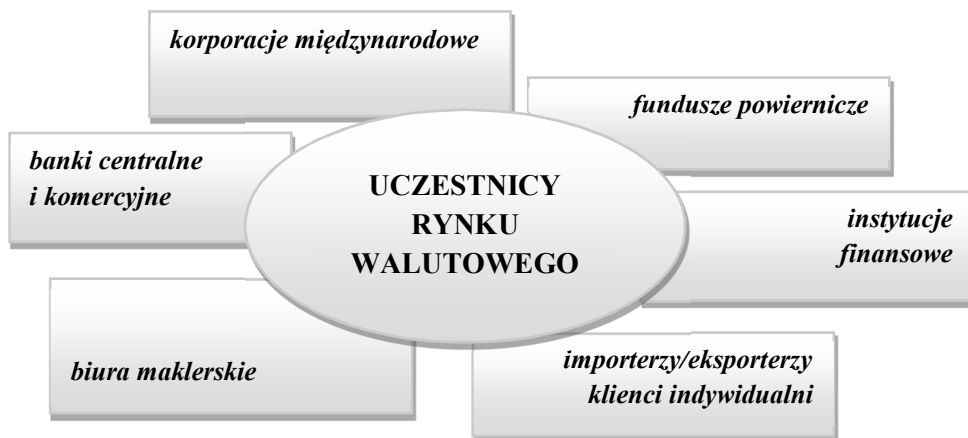 korporacje międzynarodowe
fundusze powiernicze
banki centralne
i komercyjne
UCZESTNICY
RYNKU
WALUTOWEGO
instytucje
finansowe
biura maklerskie
importerzy/eksporterzy
klienci indywidualni